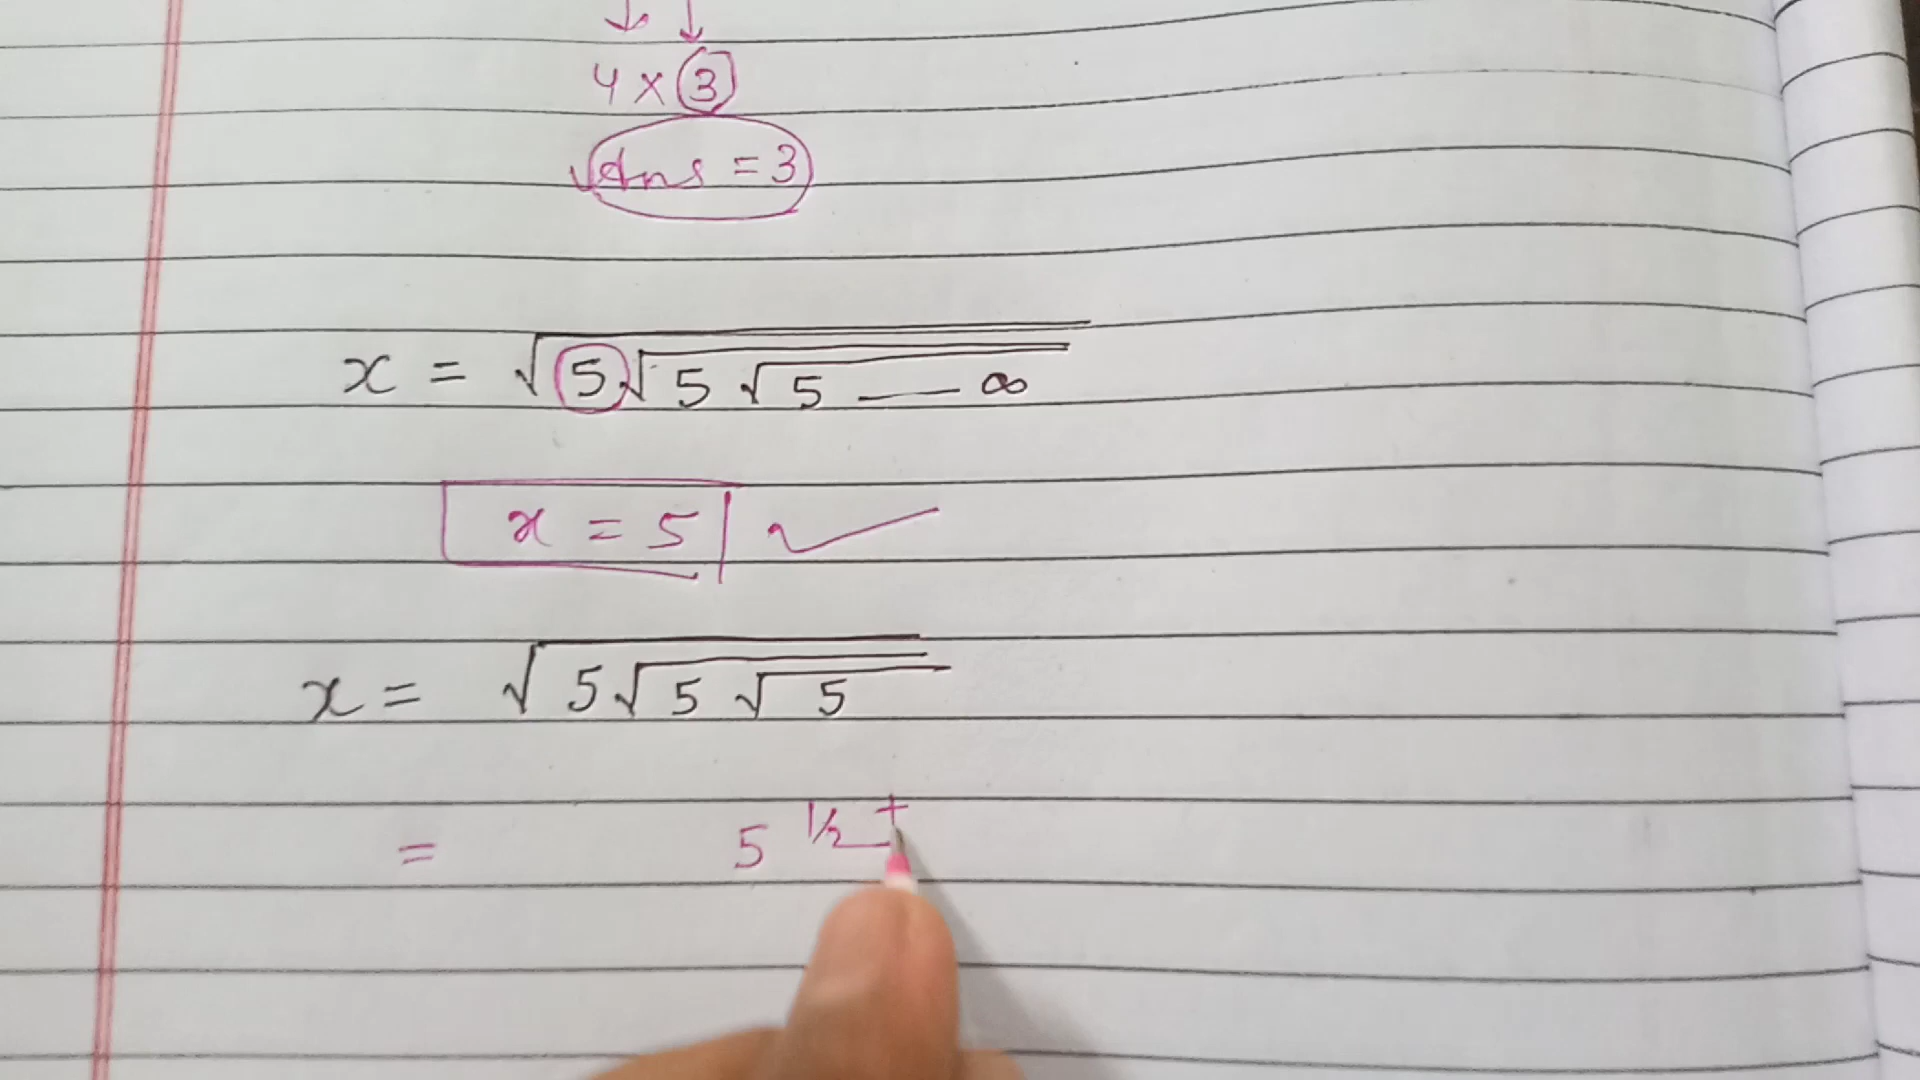 ↓ ↓
4 × 3
Ans = 3
x = √5√5√5 — ∞
x = 5 ✓
x = √5√5√5
= 5 1/2 +